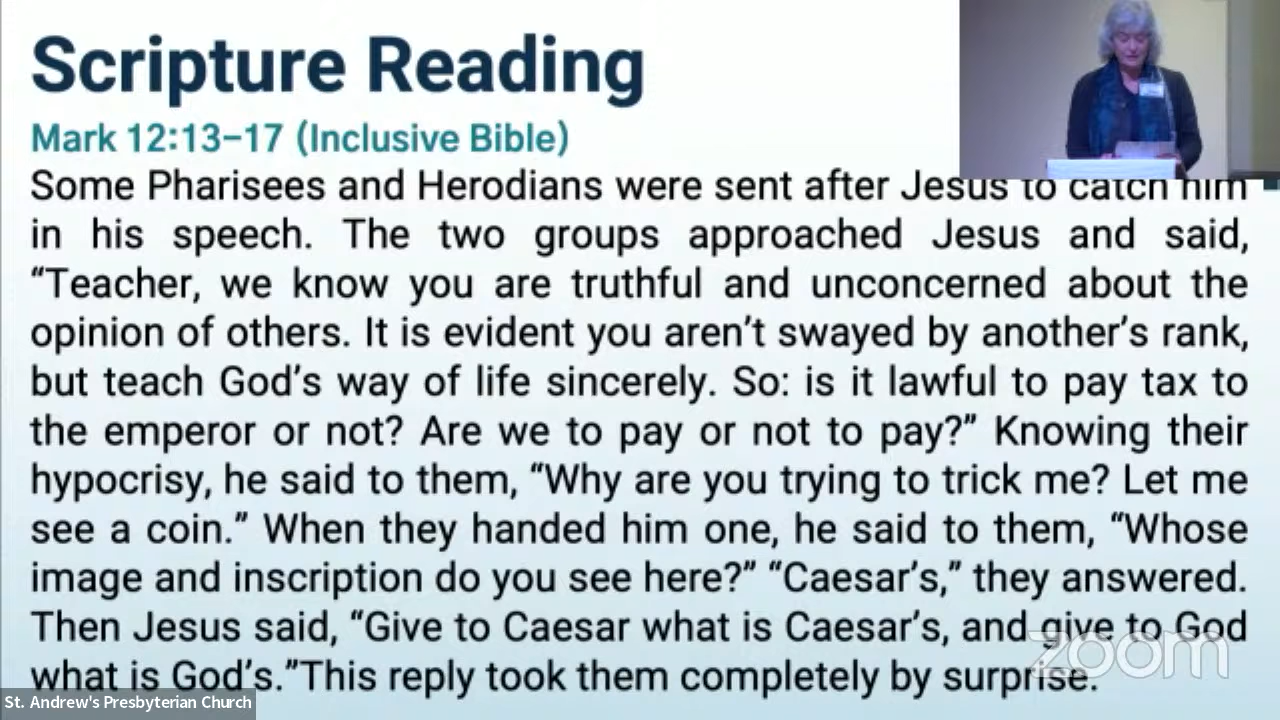 Scripture Reading
Mark 12:13–17 (Inclusive Bible)
Some Pharisees and Herodians were sent after Jesus to catch him
in his speech. The two groups approached Jesus and said,
“Teacher, we know you are truthful and unconcerned about the
opinion of others. It is evident you aren’t swayed by another’s rank,
but teach God’s way of life sincerely. So: is it lawful to pay tax to
the emperor or not? Are we to pay or not to pay?” Knowing their
hypocrisy, he said to them, “Why are you trying to trick me? Let me
see a coin.” When they handed him one, he said to them, “Whose
image and inscription do you see here?” “Caesar’s,” they answered.
Then Jesus said, “Give to Caesar what is Caesar’s, and give to God
what is God’s.”This reply took them completely by surprise.
zoom
St. Andrew's Presbyterian Church